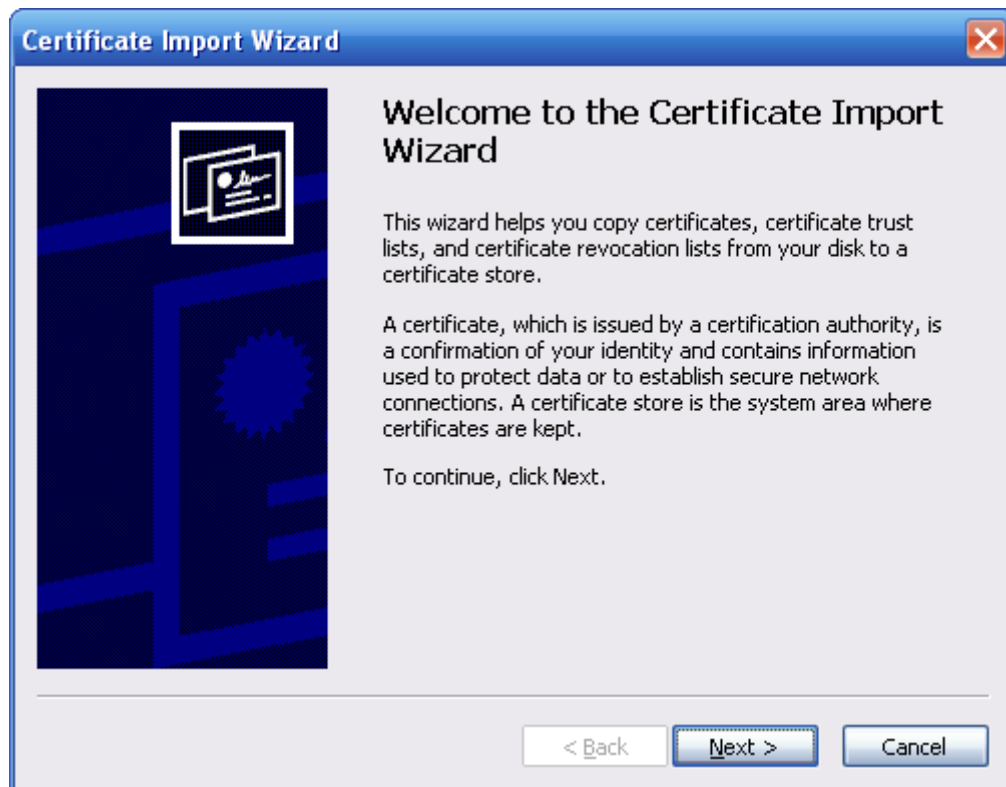 Certificate Import Wizard
Welcome to the Certificate Import
Wizard
This wizard helps you copy certificates, certificate trust
lists, and certificate revocation lists from your disk to a
certificate store.
A certificate, which is issued by a certification authority, is
a confirmation of your identity and contains information
used to protect data or to establish secure network
connections. A certificate store is the system area where
certificates are kept.
To continue, click Next.
< Back Next > Cancel